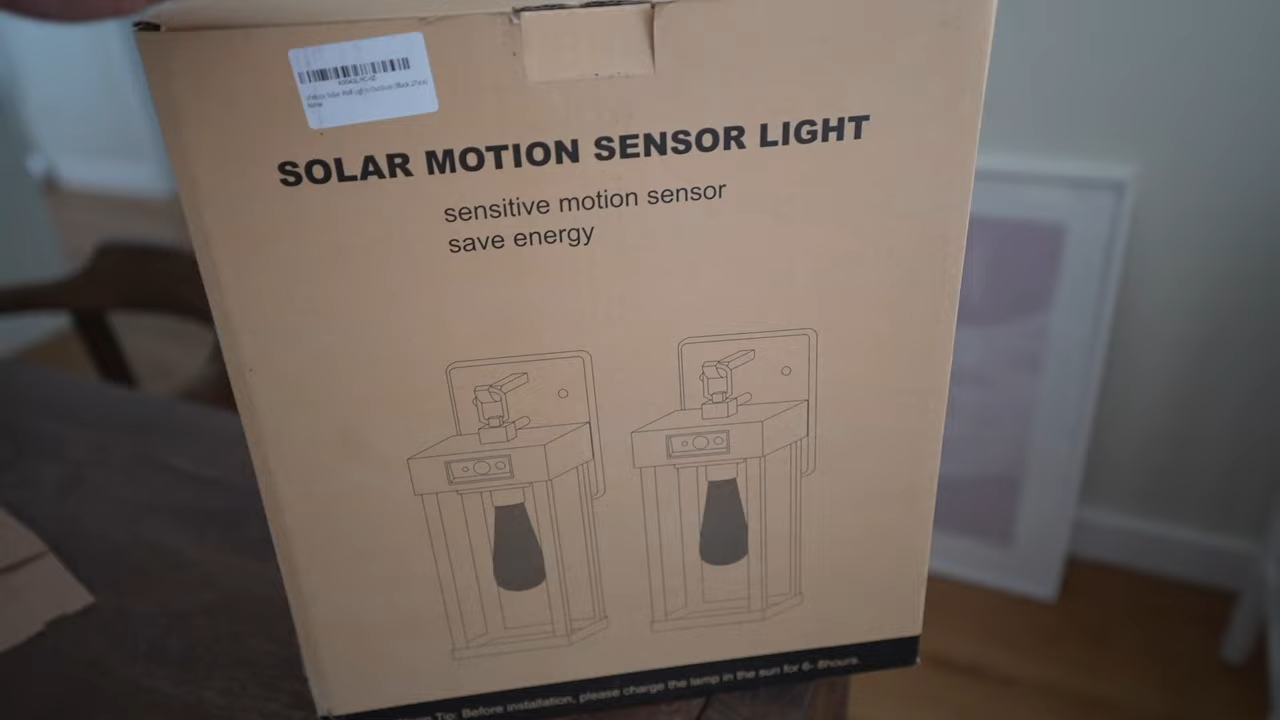 SOLAR MOTION SENSOR LIGHT
sensitive motion sensor
save energy
Tip: Before installation, please charge the lamp in the sun for 6- 8hours.